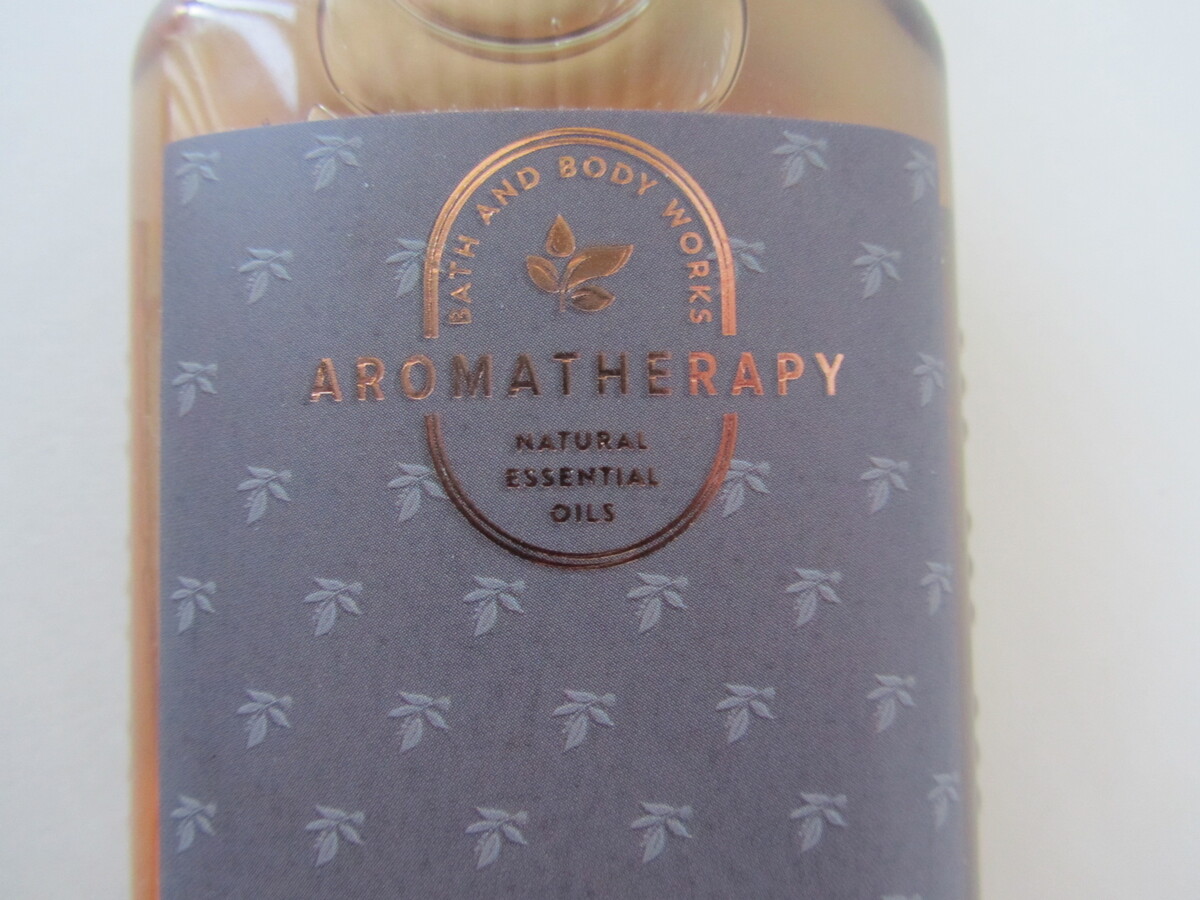 BATH AND BODY WORKS
AROMATHERAPY
NATURAL
ESSENTIAL
OILS